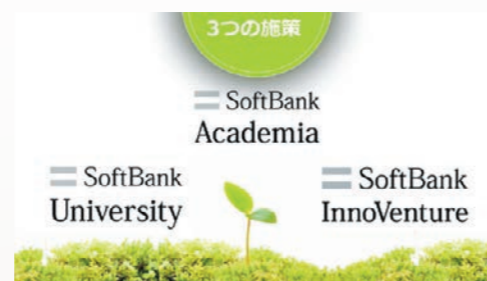 3つの施策
SoftBank
Academia
SoftBank
University
SoftBank
InnoVenture